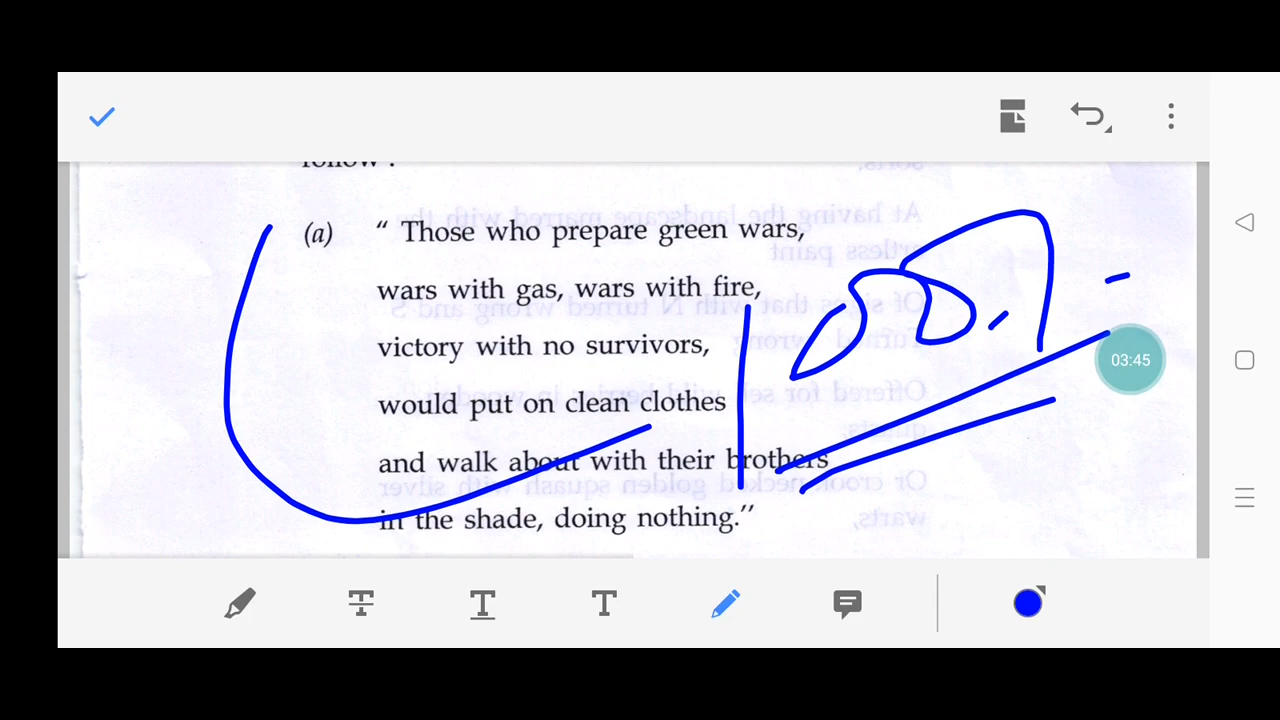 follow :
(a) “ Those who prepare green wars,
wars with gas, wars with fire,
victory with no survivors,
would put on clean clothes
and walk about with their brothers
in the shade, doing nothing.’’
03:45